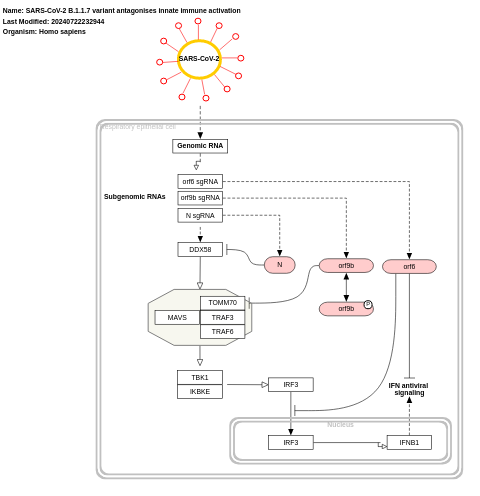 Name: SARS-CoV-2 B.1.1.7 variant antagonises innate immune activation
Last Modified: 20240722232944
Organism: Homo sapiens
SARS-CoV-2
Respiratory epithelial cell
Genomic RNA
orf6 sgRNA
Subgenomic RNAs
orf9b sgRNA
N sgRNA
DDX58
N
orf9b
orf6
TOMM70
P
orf9b
MAVS
TRAF3
TRAF6
TBK1
IKBKE
IRF3
IFN antiviral
signaling
Nucleus
IRF3
IFNB1